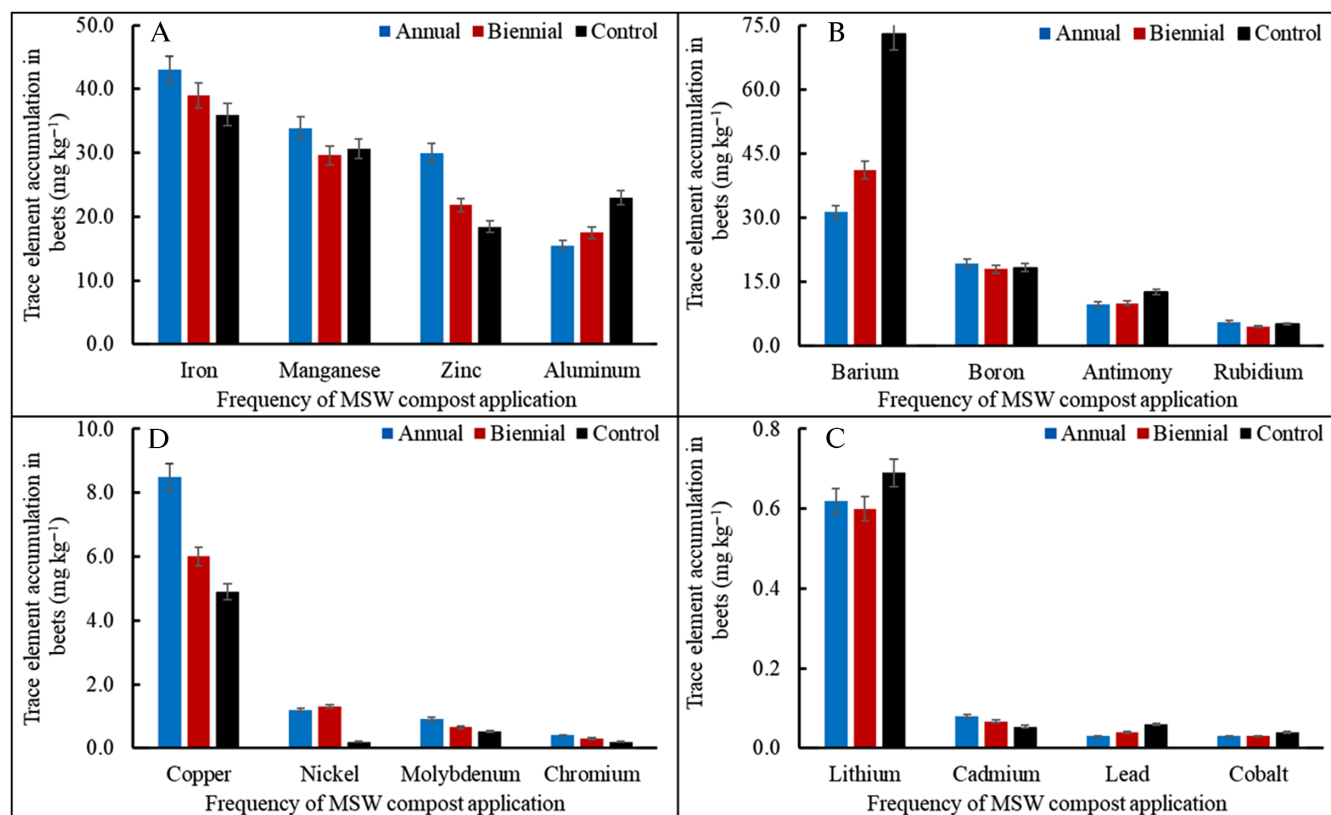 A
Annual Biennial Control
Trace element accumulation in
beets (mg kg⁻¹)
50.0
40.0
30.0
20.0
10.0
0.0
Iron Manganese Zinc Aluminum
Frequency of MSW compost application
B
Annual Biennial Control
Trace element accumulation in
beets (mg kg⁻¹)
75.0
60.0
45.0
30.0
15.0
0.0
Barium Boron Antimony Rubidium
Frequency of MSW compost application
D
Annual Biennial Control
Trace element accumulation in
beets (mg kg⁻¹)
10.0
8.0
6.0
4.0
2.0
0.0
Copper Nickel Molybdenum Chromium
Frequency of MSW compost application
C
Annual Biennial Control
Trace element accumulation in
beets (mg kg⁻¹)
0.8
0.6
0.4
0.2
0.0
Lithium Cadmium Lead Cobalt
Frequency of MSW compost application